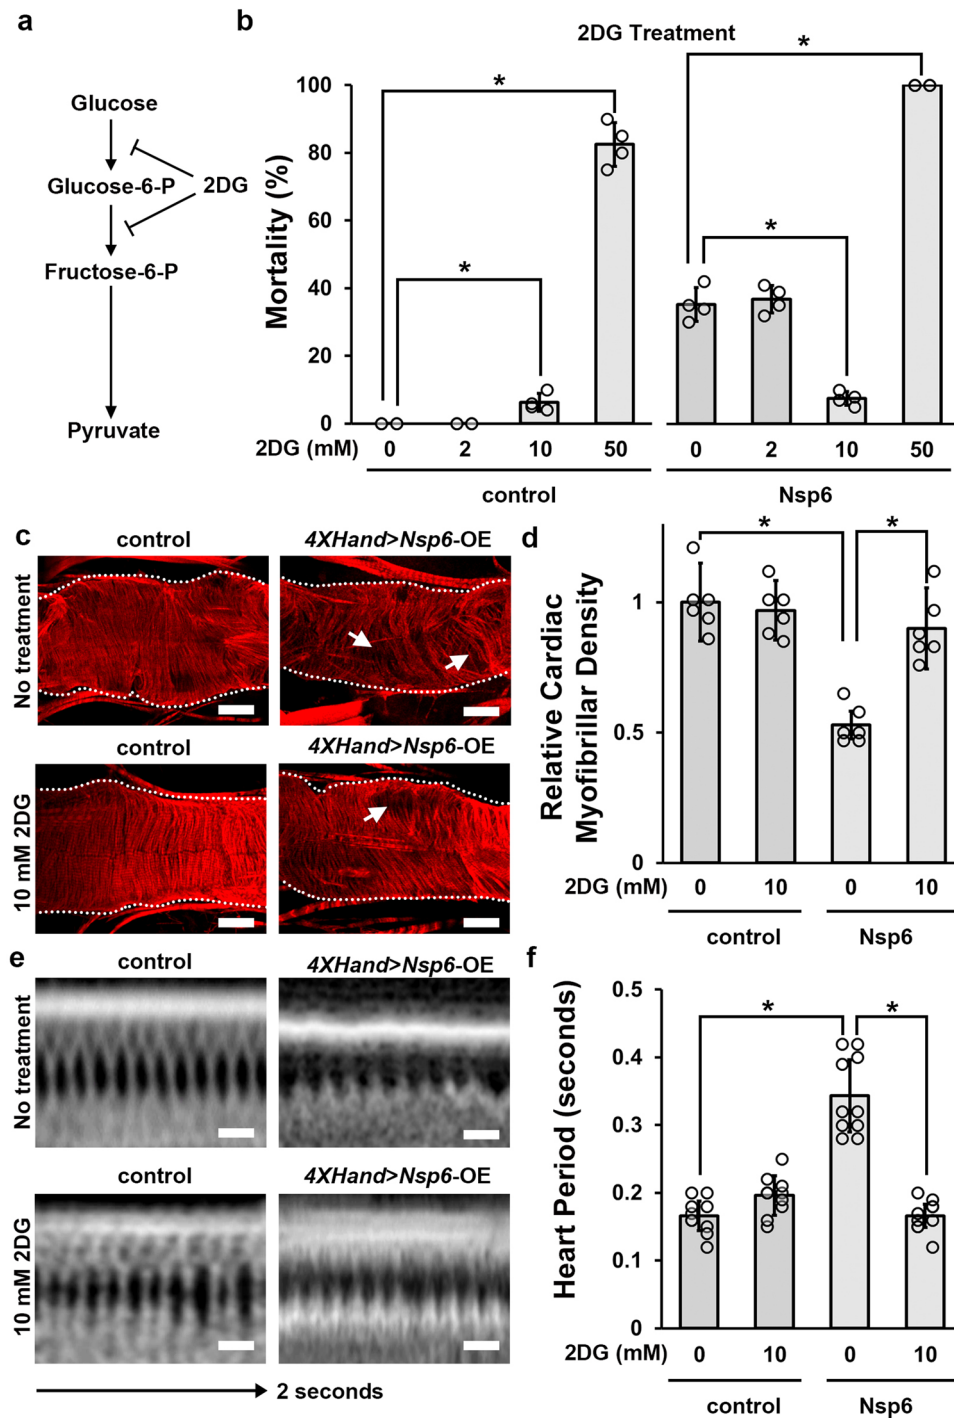 a
Glucose
Glucose-6-P
2DG
Fructose-6-P
Pyruvate
b
2DG Treatment
Mortality (%)
100
80
60
40
20
0
*
*
*
*
2DG (mM)
0
2
10
50
0
2
10
50
control
Nsp6
c
control
4XHand>Nsp6-OE
No treatment
control
4XHand>Nsp6-OE
10 mM 2DG
d
Relative Cardiac
Myofibrillar Density
1
0.5
0
*
*
2DG (mM)
0
10
0
10
control
Nsp6
e
control
4XHand>Nsp6-OE
No treatment
control
4XHand>Nsp6-OE
10 mM 2DG
2 seconds
f
Heart Period (seconds)
0.5
0.4
0.3
0.2
0.1
0
*
*
2DG (mM)
0
10
0
10
control
Nsp6